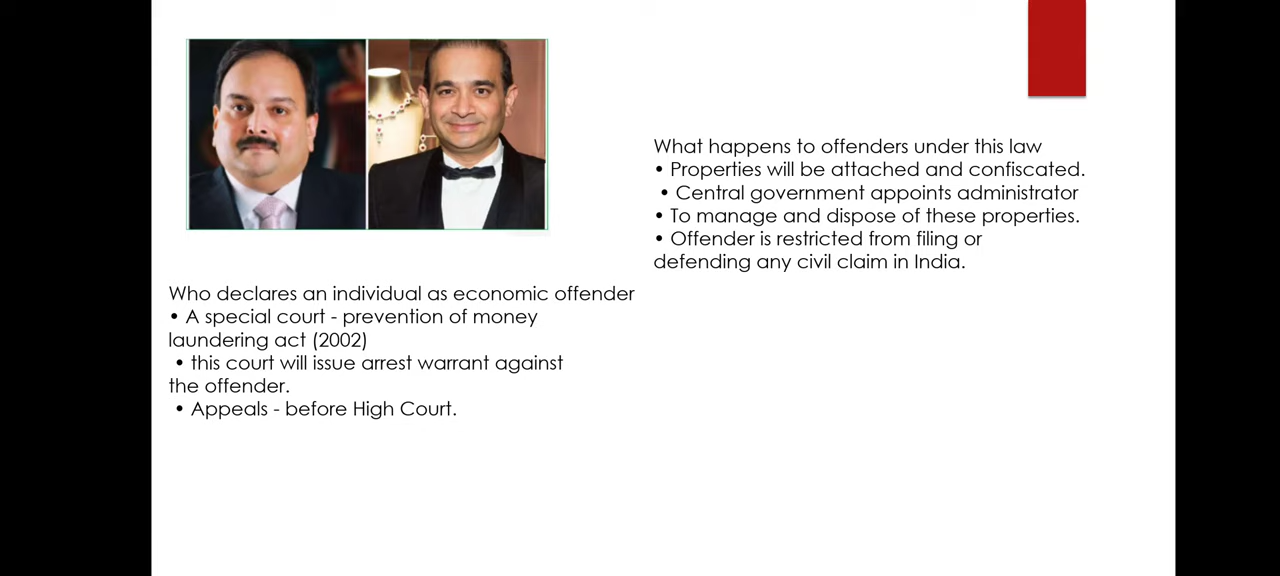 What happens to offenders under this law
• Properties will be attached and confiscated.
• Central government appoints administrator
• To manage and dispose of these properties.
• Offender is restricted from filing or
defending any civil claim in India.
Who declares an individual as economic offender
• A special court - prevention of money
laundering act (2002)
• this court will issue arrest warrant against
the offender.
• Appeals - before High Court.